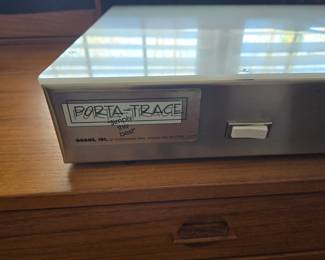 PORTA-TRACE
"simply
the
best"
GAGNE, INC.